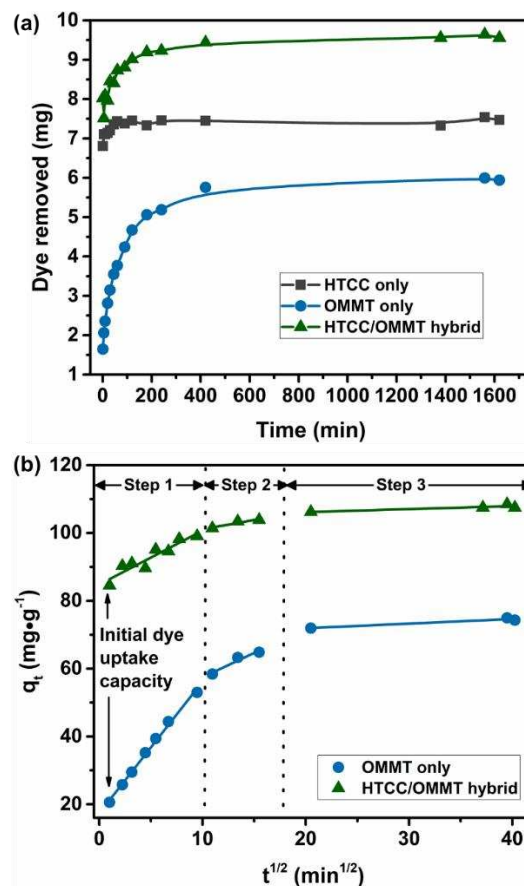 (a)
10
9
8
7
6
5
4
3
2
1
Dye removed (mg)
HTCC only
OMMT only
HTCC/OMMT hybrid
0 200 400 600 800 1000 1200 1400 1600
Time (min)
(b)
120
100
80
60
40
20
qt (mg•g-1)
Step 1 Step 2 Step 3
Initial dye
uptake
capacity
OMMT only
HTCC/OMMT hybrid
0 10 20 30 40
t1/2 (min1/2)